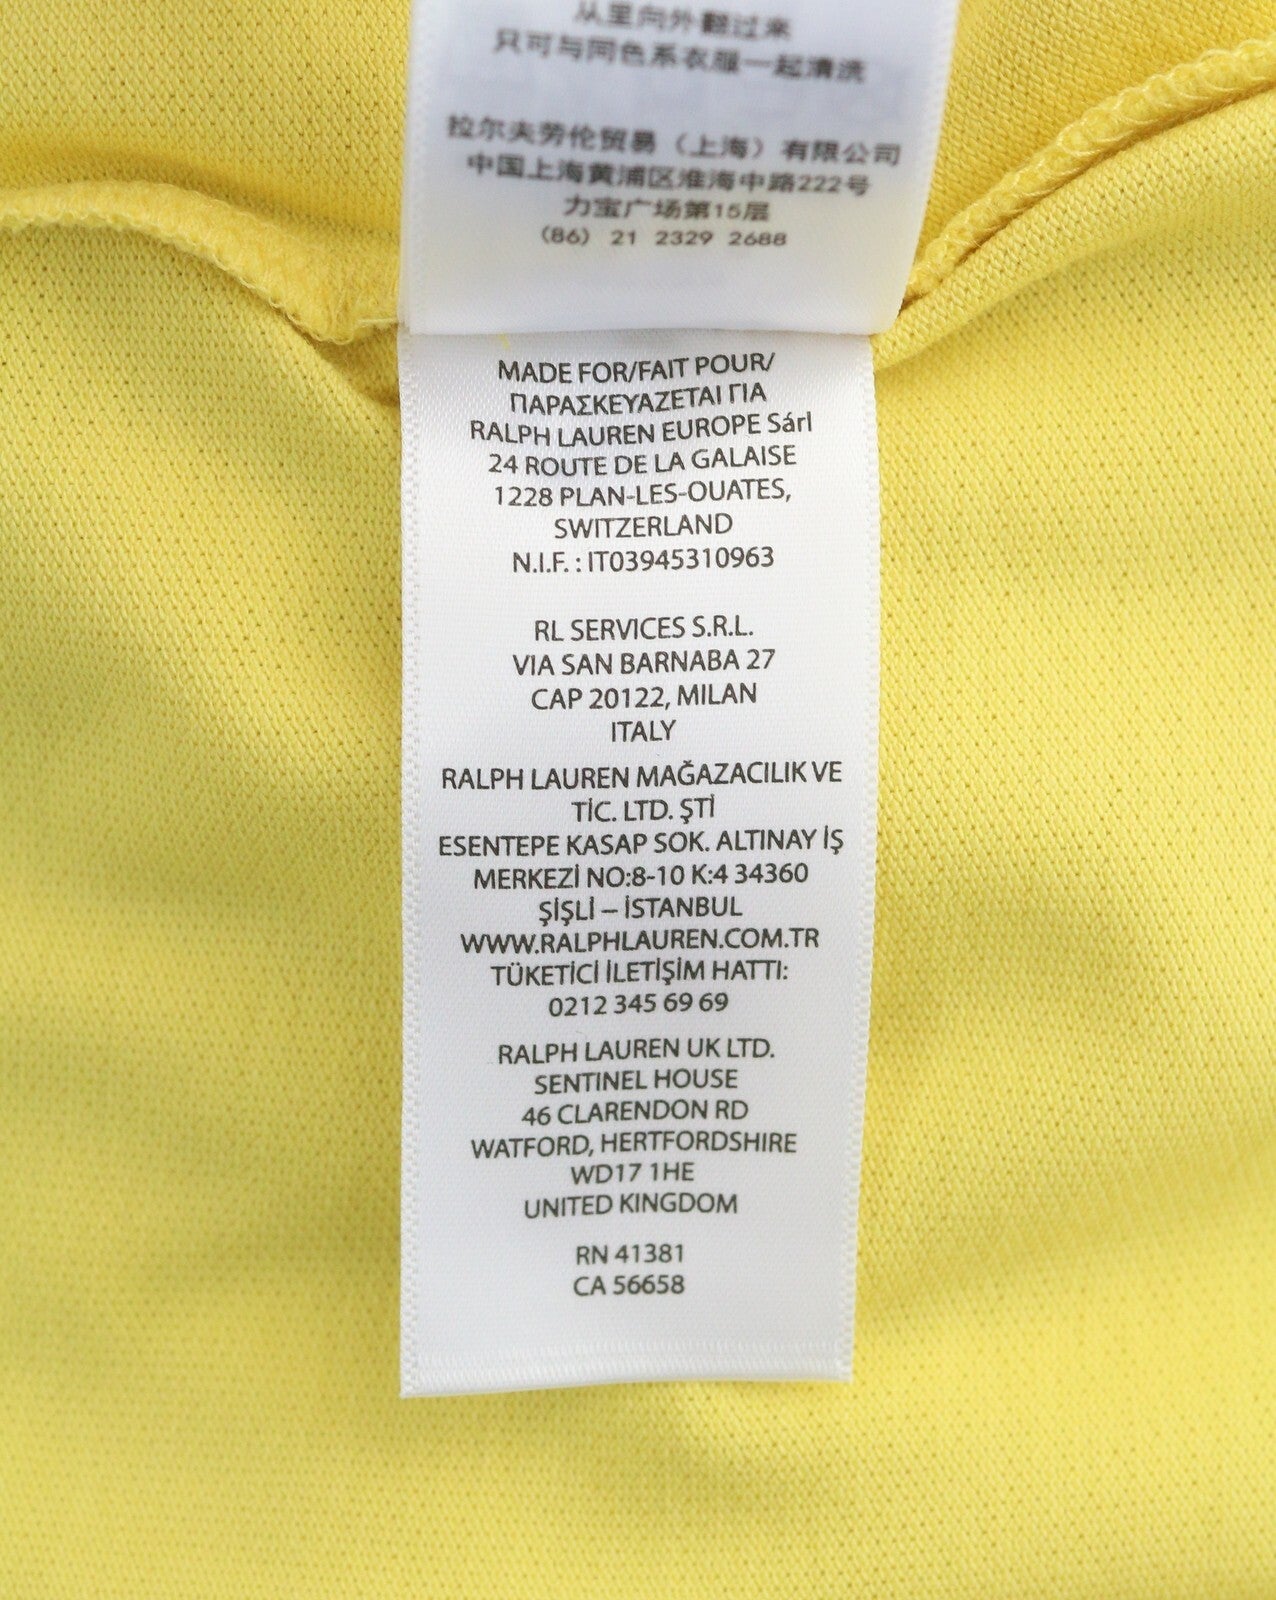 从里向外翻过来
只可与同色系衣服一起清洗
拉尔夫劳伦贸易（上海）有限公司
中国上海黄浦区淮海中路222号
力宝广场第15层
(86) 21 2329 2688
MADE FOR/FAIT POUR/
ΠΑΡΑΣΚΕΥΑΖΕΤΑΙ ΓΙΑ
RALPH LAUREN EUROPE Sárl
24 ROUTE DE LA GALAISE
1228 PLAN-LES-OUATES,
SWITZERLAND
N.I.F. : IT03945310963
RL SERVICES S.R.L.
VIA SAN BARNABA 27
CAP 20122, MILAN
ITALY
RALPH LAUREN MAĞAZACILIK VE
TİC. LTD. ŞTİ
ESENTEPE KASAP SOK. ALTINAY İŞ
MERKEZİ NO:8-10 K:4 34360
ŞİŞLİ – İSTANBUL
WWW.RALPHLAUREN.COM.TR
TÜKETİCİ İLETİŞİM HATTI:
0212 345 69 69
RALPH LAUREN UK LTD.
SENTINEL HOUSE
46 CLARENDON RD
WATFORD, HERTFORDSHIRE
WD17 1HE
UNITED KINGDOM
RN 41381
CA 56658